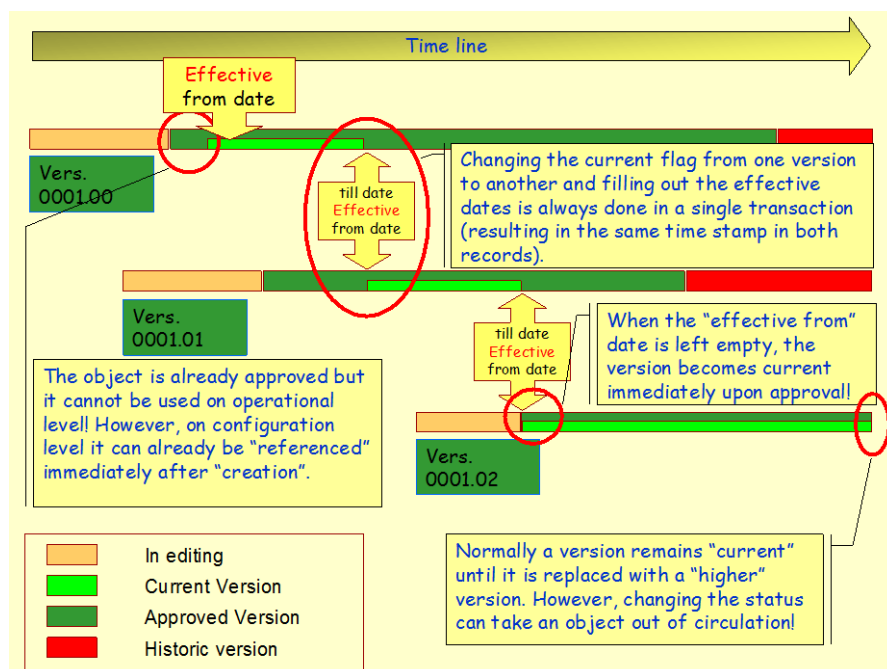 Time line
Effective
from date
Vers.
0001.00
till date
Effective
from date
Changing the current flag from one version
to another and filling out the effective
dates is always done in a single transaction
(resulting in the same time stamp in both
records).
Vers.
0001.01
till date
Effective
from date
When the “effective from”
date is left empty, the
version becomes current
immediately upon approval!
The object is already approved but
it cannot be used on operational
level! However, on configuration
level it can already be “referenced”
immediately after “creation”.
Vers.
0001.02
Normally a version remains “current”
until it is replaced with a “higher”
version. However, changing the status
can take an object out of circulation!
In editing
Current Version
Approved Version
Historic version